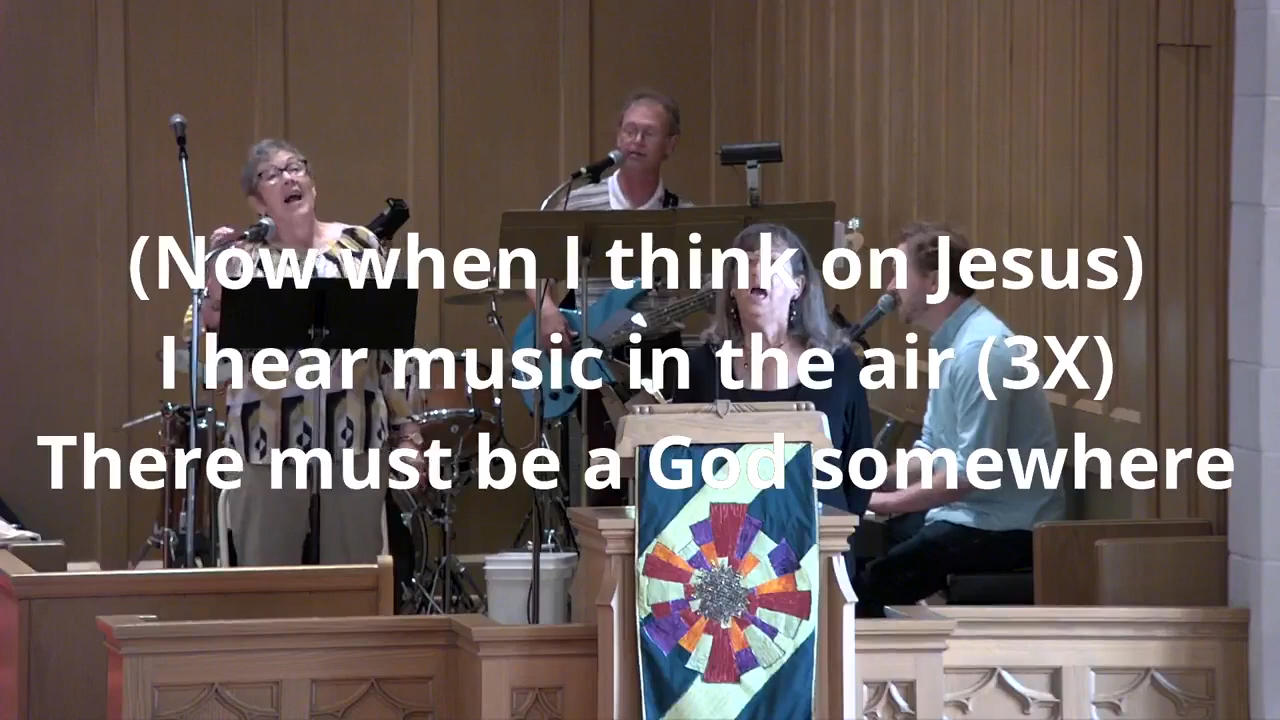 (Now when I think on Jesus)
I hear music in the air (3X)
There must be a God somewhere